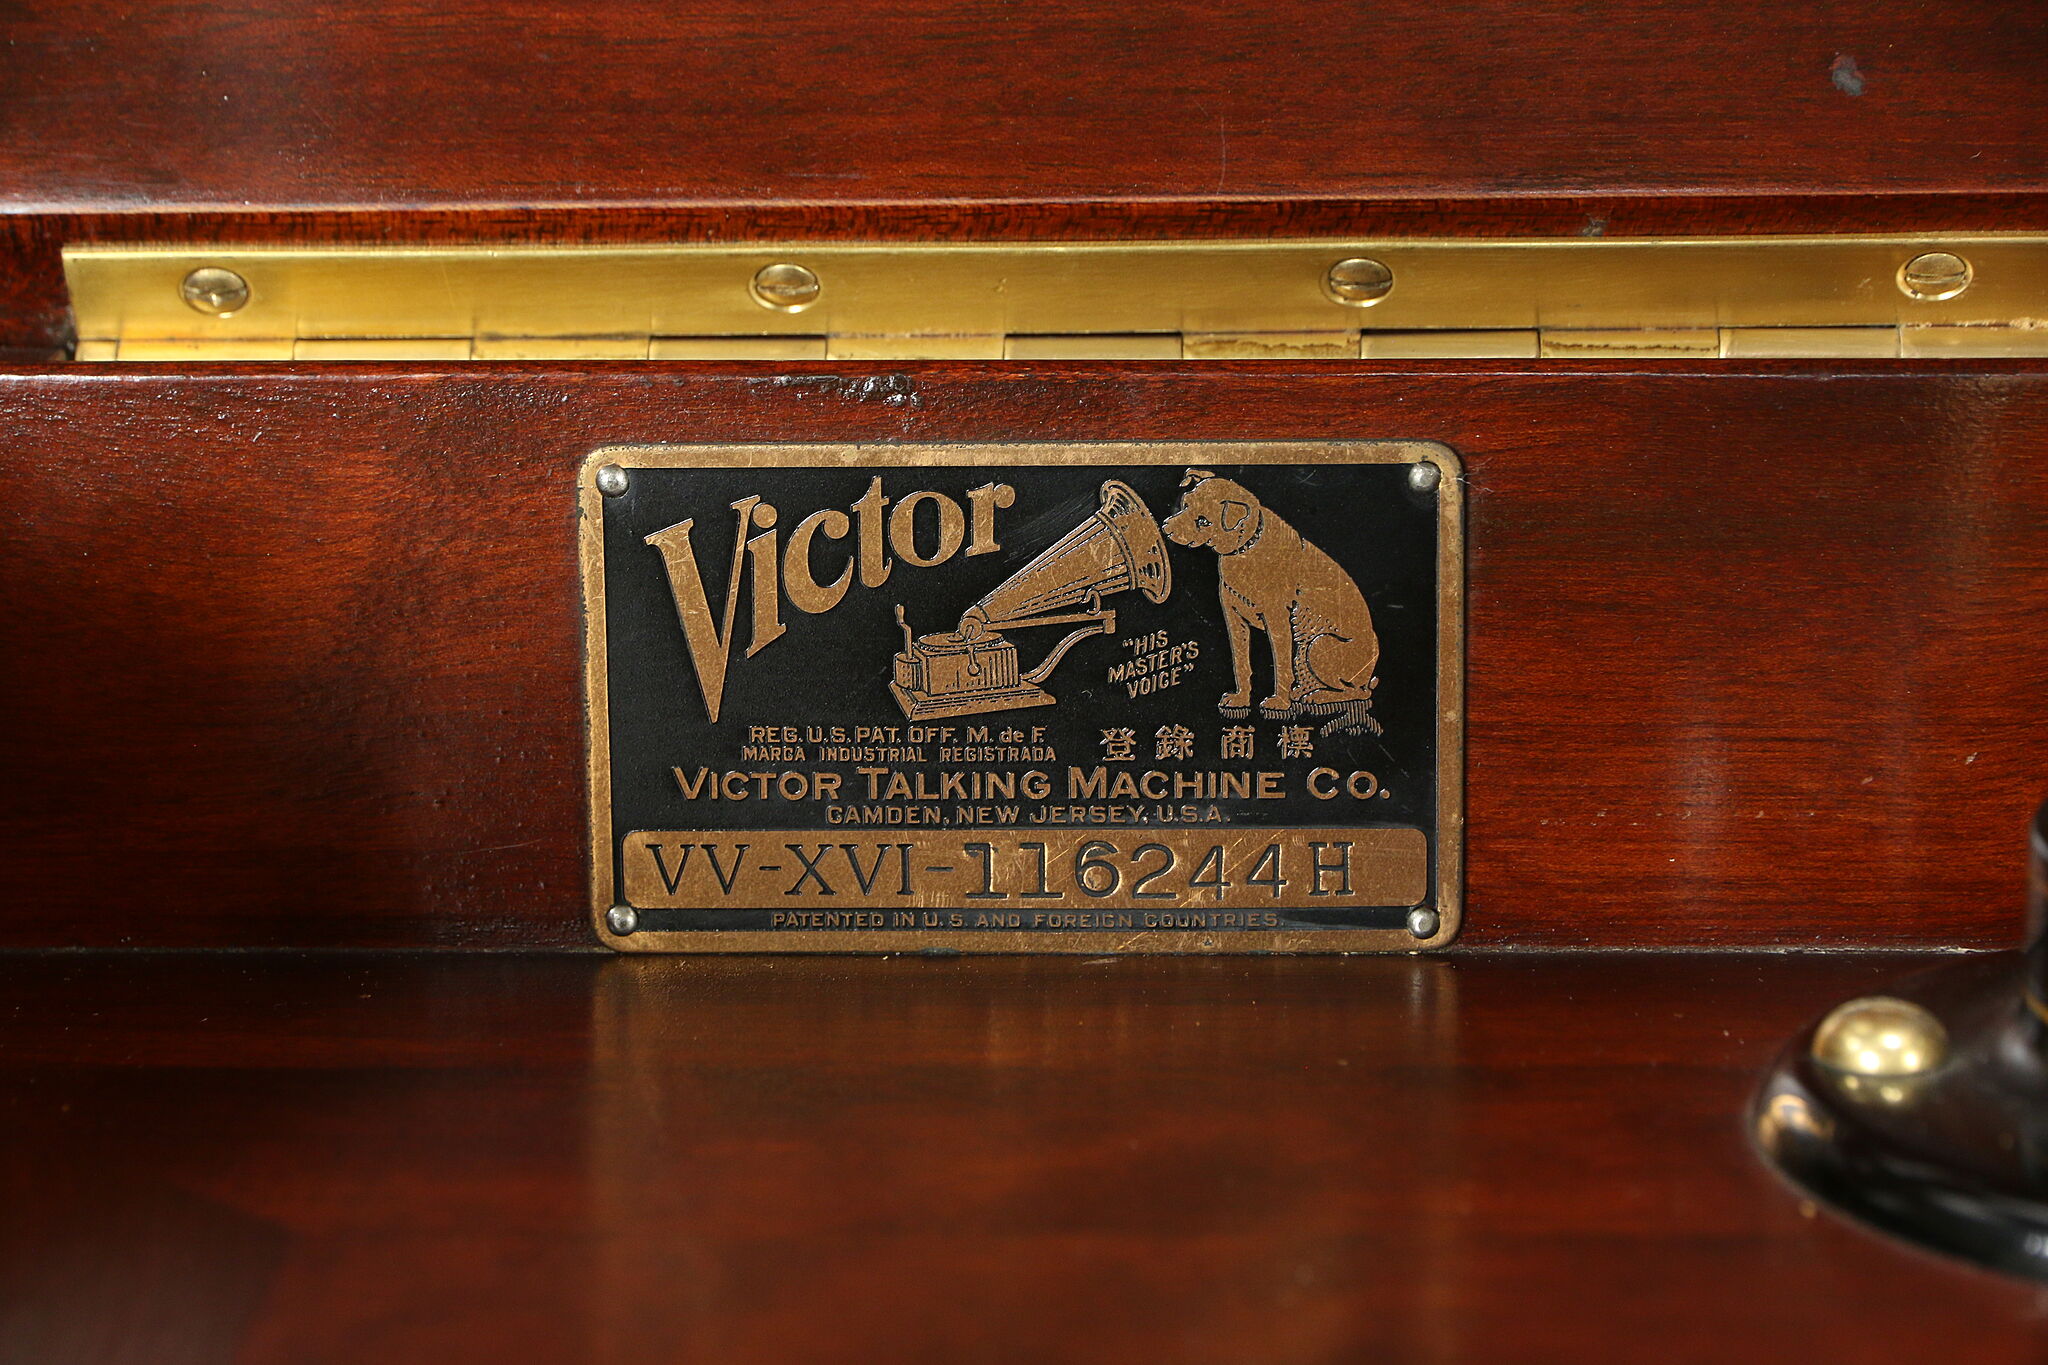 Victor
"HIS
MASTER'S
VOICE"
REG. U.S. PAT. OFF. M. de F.
MARCA INDUSTRIAL REGISTRADA
登 錄 商 標
VICTOR TALKING MACHINE CO.
CAMDEN, NEW JERSEY, U.S.A.
VV-XVI-116244H
PATENTED IN U.S. AND FOREIGN COUNTRIES.